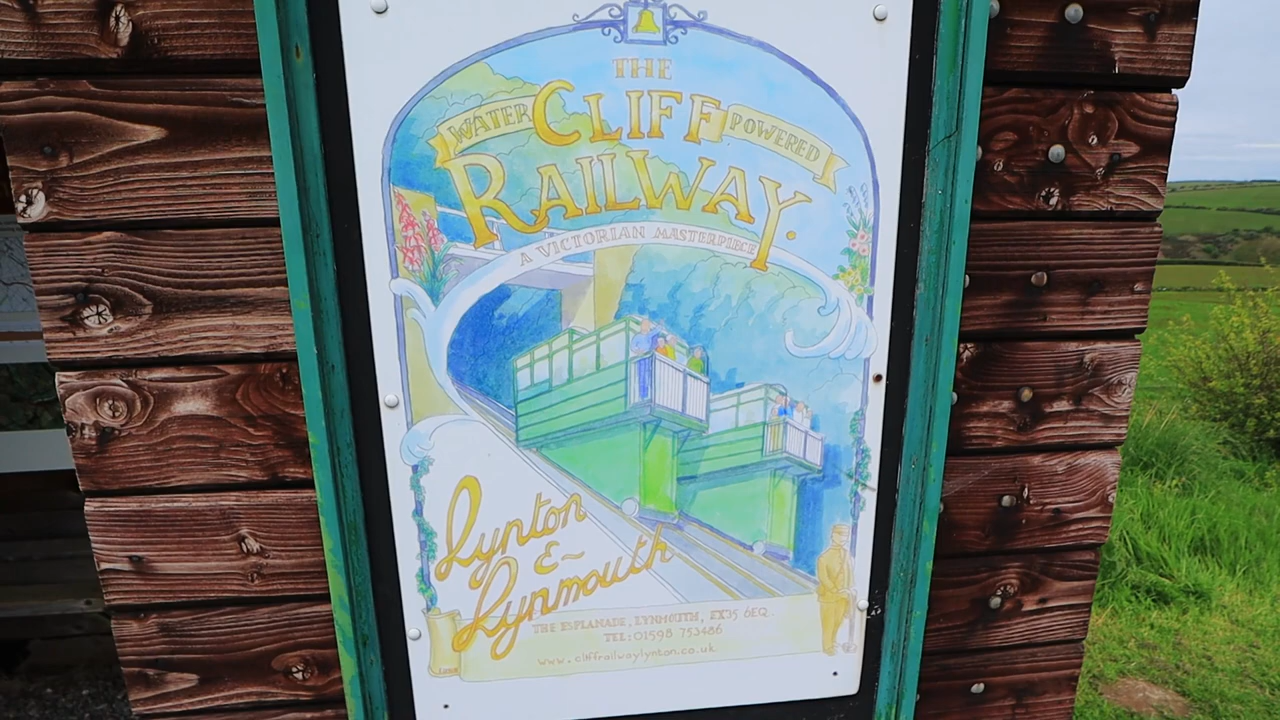 THE
WATER CLIFF POWERED
RAILWAY.
A VICTORIAN MASTERPIECE
Lynton
&
Lynmouth
THE ESPLANADE, LYNMOUTH, EX35 6EQ.
TEL: 01598 753486
www.cliffrailwaylynton.co.uk